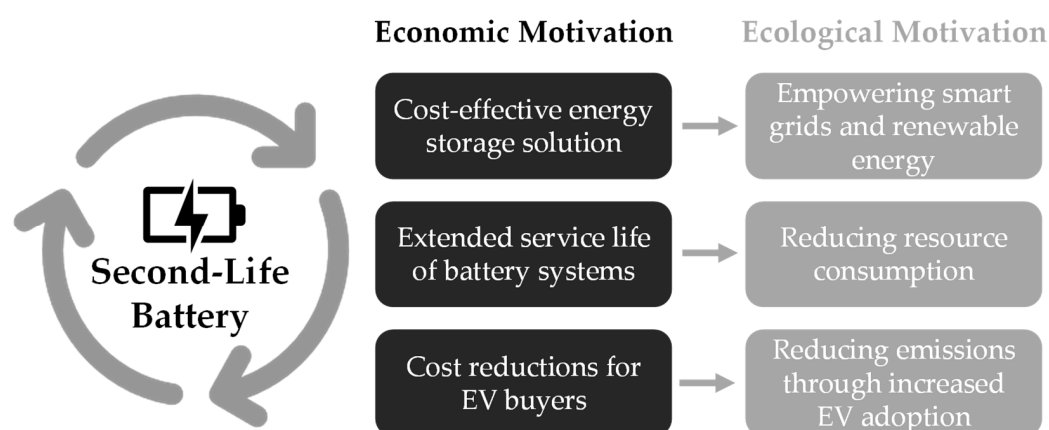 Economic Motivation
Ecological Motivation
Second-Life
Battery
Cost-effective energy
storage solution
Empowering smart
grids and renewable
energy
Extended service life
of battery systems
Reducing resource
consumption
Cost reductions for
EV buyers
Reducing emissions
through increased
EV adoption